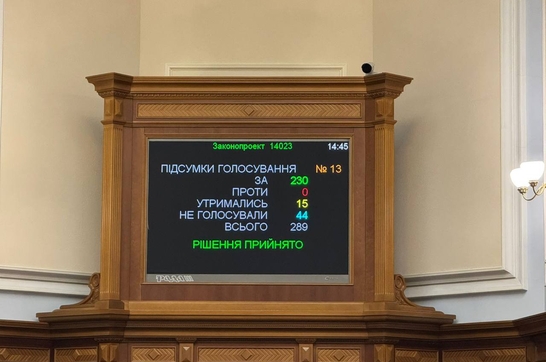 Законопроект 14023 14:45
ПІДСУМКИ ГОЛОСУВАННЯ № 13
ЗА 230
ПРОТИ 0
УТРИМАЛИСЬ 15
НЕ ГОЛОСУВАЛИ 44
ВСЬОГО 289
РІШЕННЯ ПРИЙНЯТО